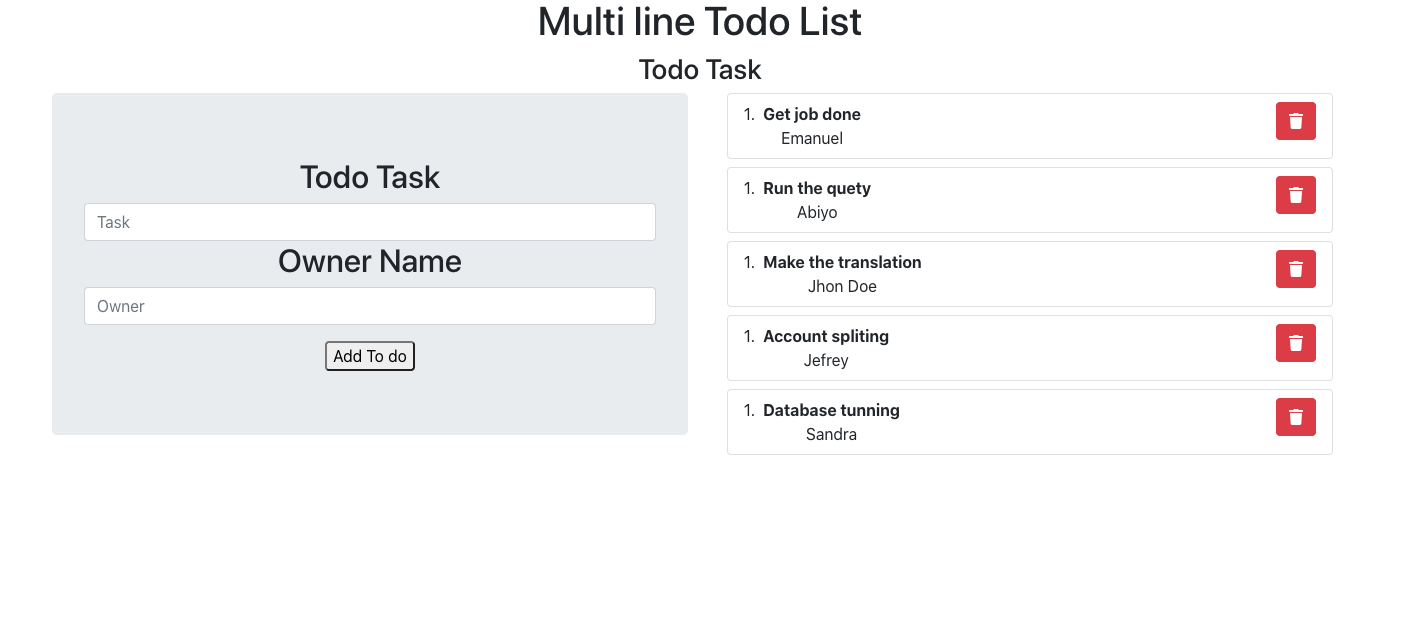 Multi line Todo List
Todo Task
Todo Task
Task
Owner Name
Owner
Add To do
1. Get job done
Emanuel
1. Run the quety
Abiyo
1. Make the translation
Jhon Doe
1. Account spliting
Jefrey
1. Database tunning
Sandra